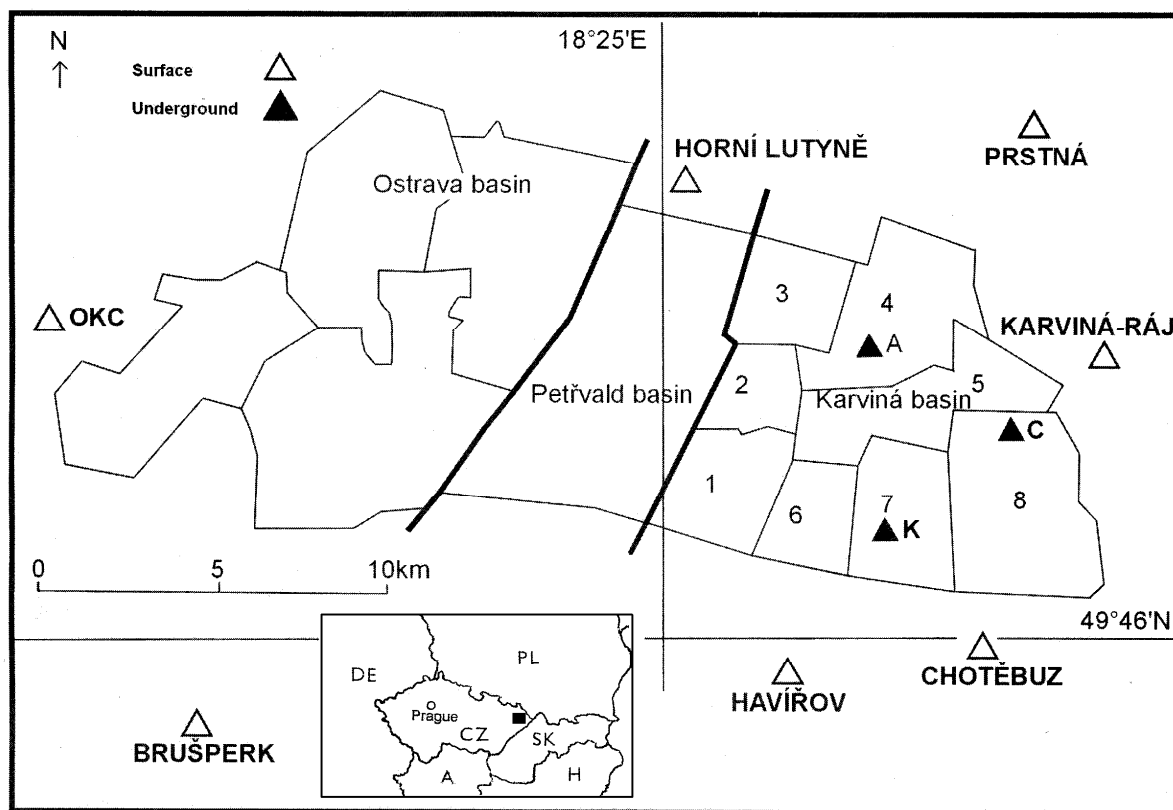 N
18°25'E
Surface
Underground
HORNÍ LUTYNĚ
PRSTNÁ
Ostrava basin
3
4
OKC
KARVINÁ-RÁJ
A
2
5
Petřvald basin
Karviná basin
C
1
7
8
6
K
0
5
10km
49°46'N
PL
DE
Prague
CZ
SK
A
H
CHOTĚBUZ
HAVÍŘOV
BRUŠPERK